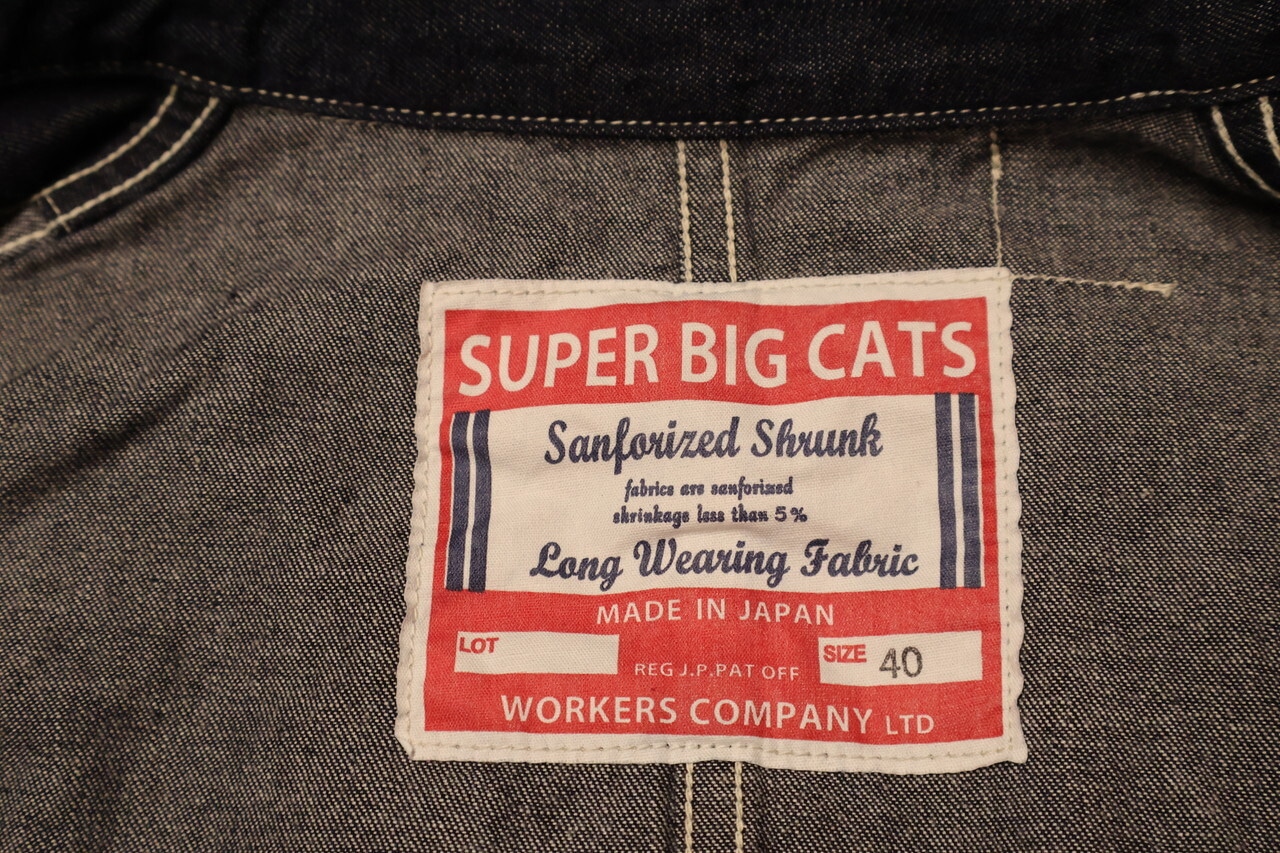 SUPER BIG CATS
Sanforized Shrunk
fabrics are sanforized
shrinkage less than 5%
Long Wearing Fabric
MADE IN JAPAN
LOT
REG J.P.PAT OFF
SIZE 40
WORKERS COMPANY LTD